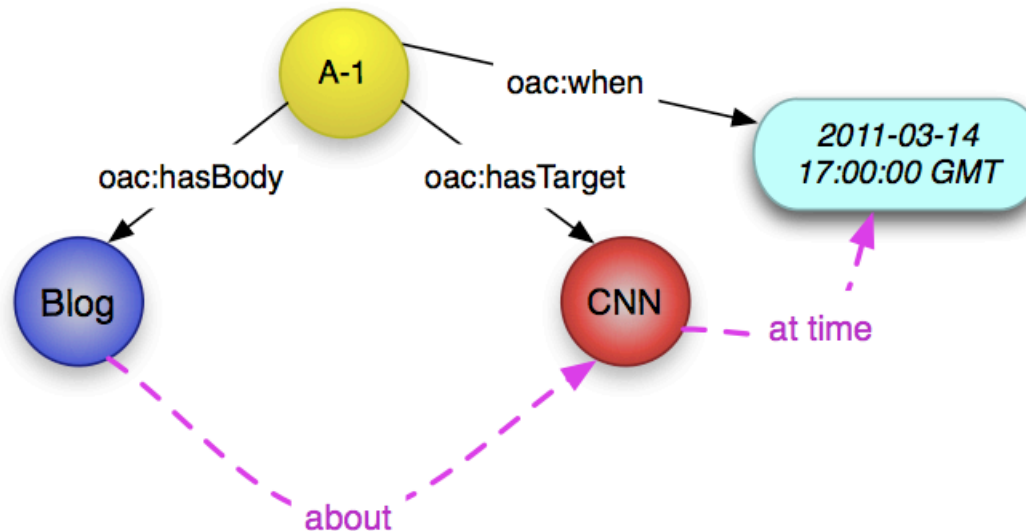 A-1
oac:when
2011-03-14
17:00:00 GMT
oac:hasBody
oac:hasTarget
Blog
CNN
at time
about